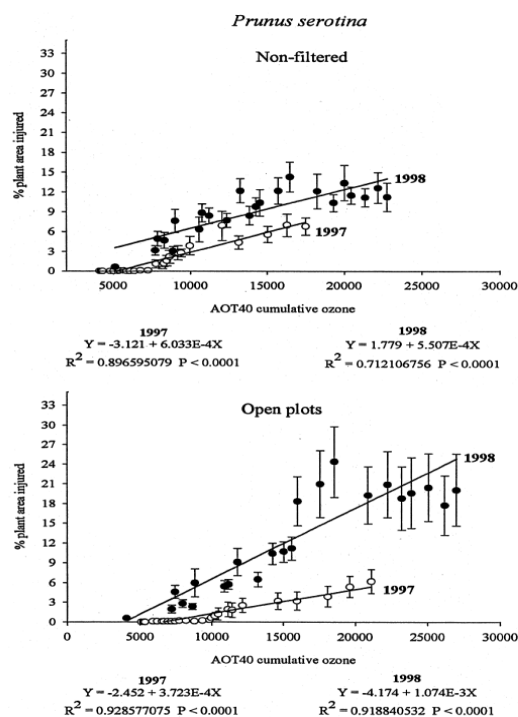 Prunus serotina
Non-filtered
33
30
27
24
21
18
15
12
9
6
3
0
% plant area injured
1998
1997
5000 10000 15000 20000 25000 30000
AOT40 cumulative ozone
1997 1998
Y = -3.121 + 6.033E-4X Y = 1.779 + 5.507E-4X
R2 = 0.896595079 P < 0.0001 R2 = 0.712106756 P < 0.0001
Open plots
33
30
27
24
21
18
15
12
9
6
3
0
% plant area injured
1998
1997
0 5000 10000 15000 20000 25000 30000
AOT40 cumulative ozone
1997 1998
Y = -2.452 + 3.723E-4X Y = -4.174 + 1.074E-3X
R2 = 0.928577075 P < 0.0001 R2 = 0.918840532 P < 0.0001